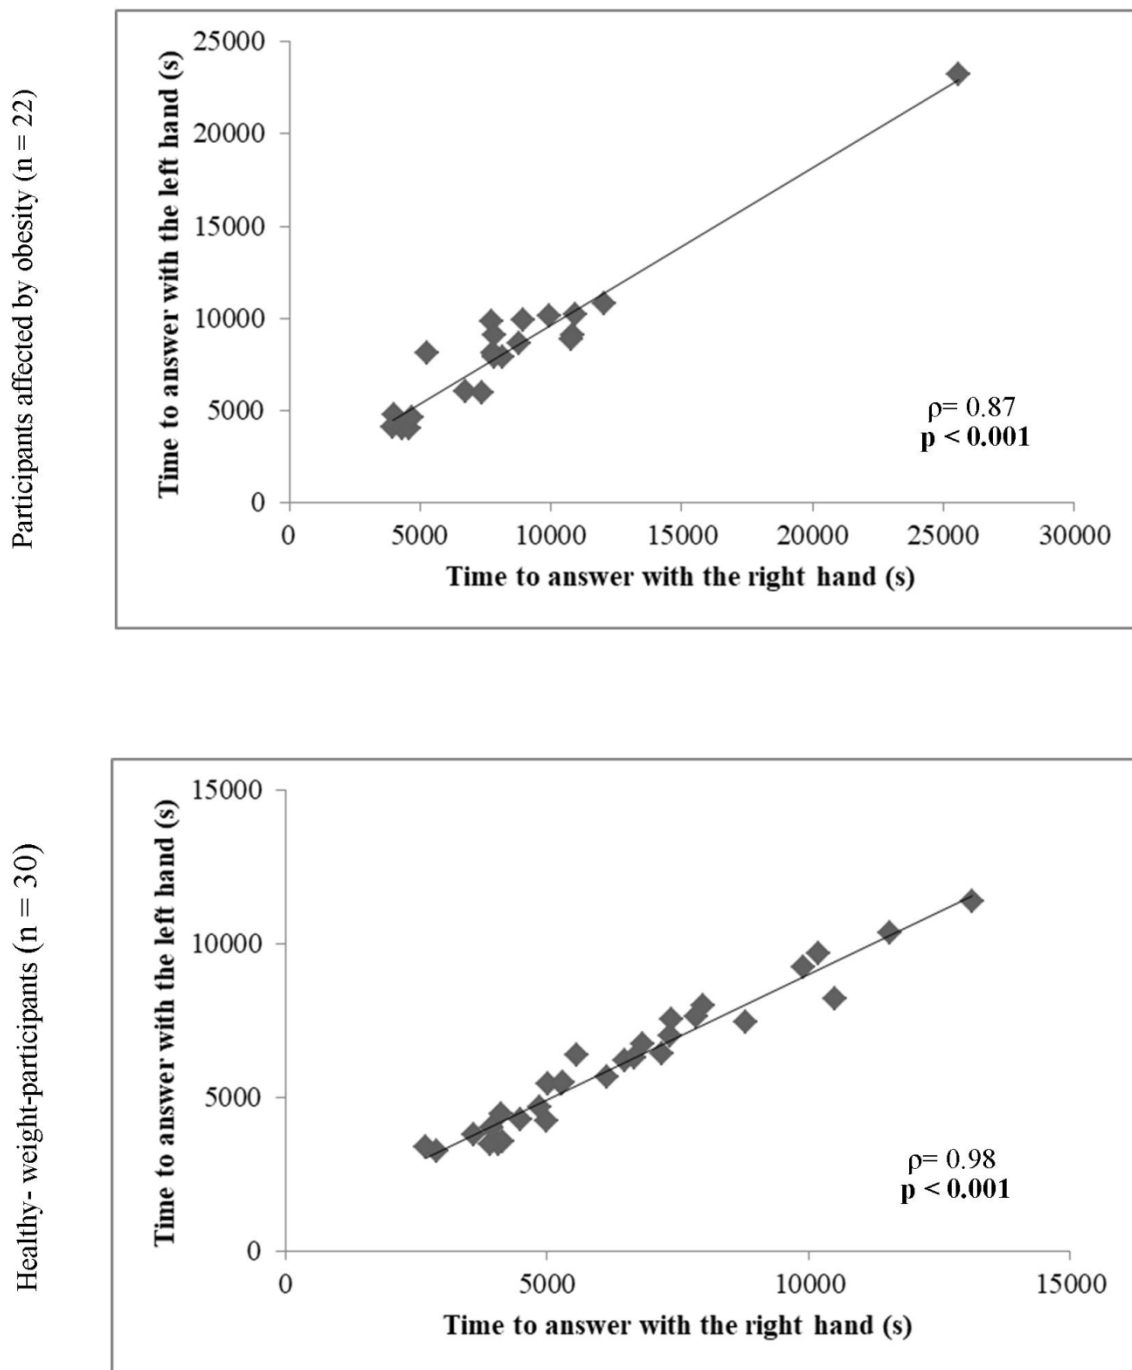 Participants affected by obesity (n = 22)
Time to answer with the left hand (s)
25000
20000
15000
10000
5000
0
ρ= 0.87
p < 0.001
0 5000 10000 15000 20000 25000 30000
Time to answer with the right hand (s)
Healthy- weight-participants (n = 30)
Time to answer with the left hand (s)
15000
10000
5000
0
ρ= 0.98
p < 0.001
0 5000 10000 15000
Time to answer with the right hand (s)